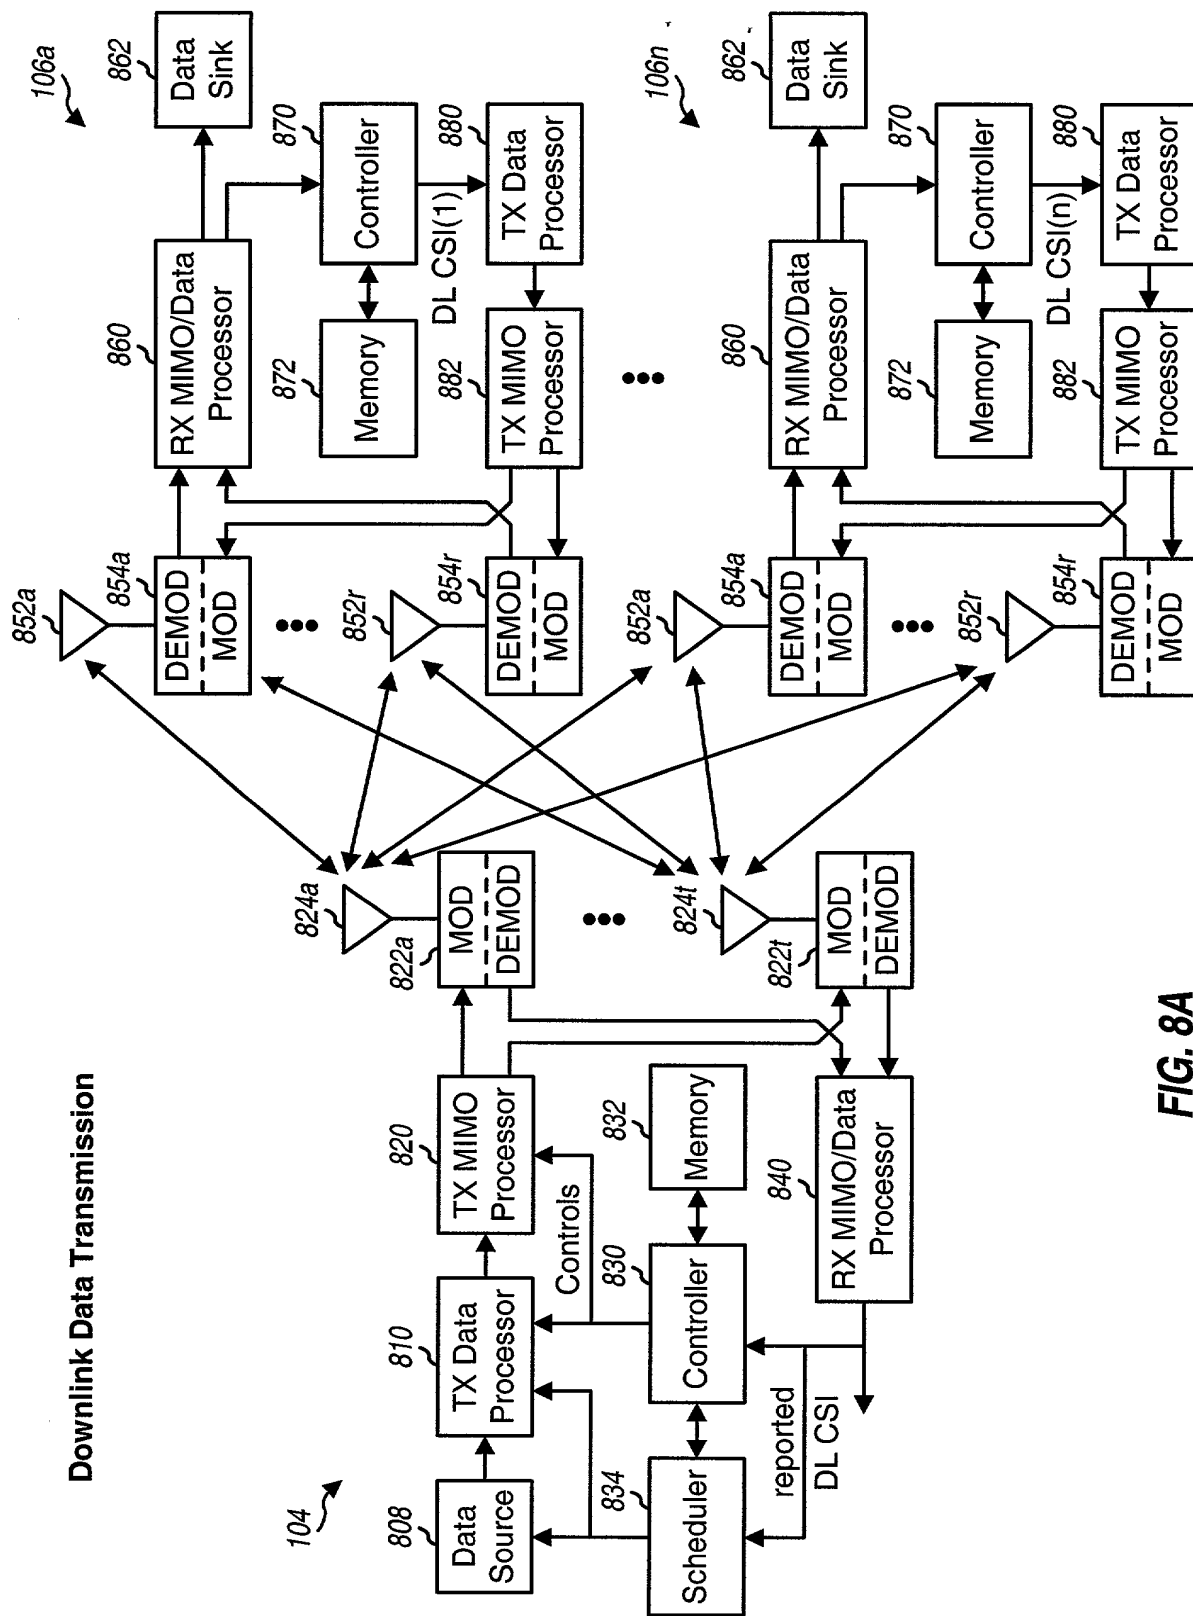 Downlink Data Transmission
104
808
Data
Source
810
TX Data
Processor
820
TX MIMO
Processor
822a
MOD
DEMOD
824a
Controls
834
Scheduler
830
Controller
832
Memory
reported
DL CSI
840
RX MIMO/Data
Processor
822t
MOD
DEMOD
824t
106a
852a
854a
DEMOD
MOD
852r
854r
DEMOD
MOD
860
RX MIMO/Data
Processor
862
Data
Sink
870
Controller
872
Memory
DL CSI(1)
880
TX Data
Processor
882
TX MIMO
Processor
106n
852a
854a
DEMOD
MOD
852r
854r
DEMOD
MOD
860
RX MIMO/Data
Processor
862
Data
Sink
870
Controller
872
Memory
DL CSI(n)
880
TX Data
Processor
882
TX MIMO
Processor
FIG. 8A